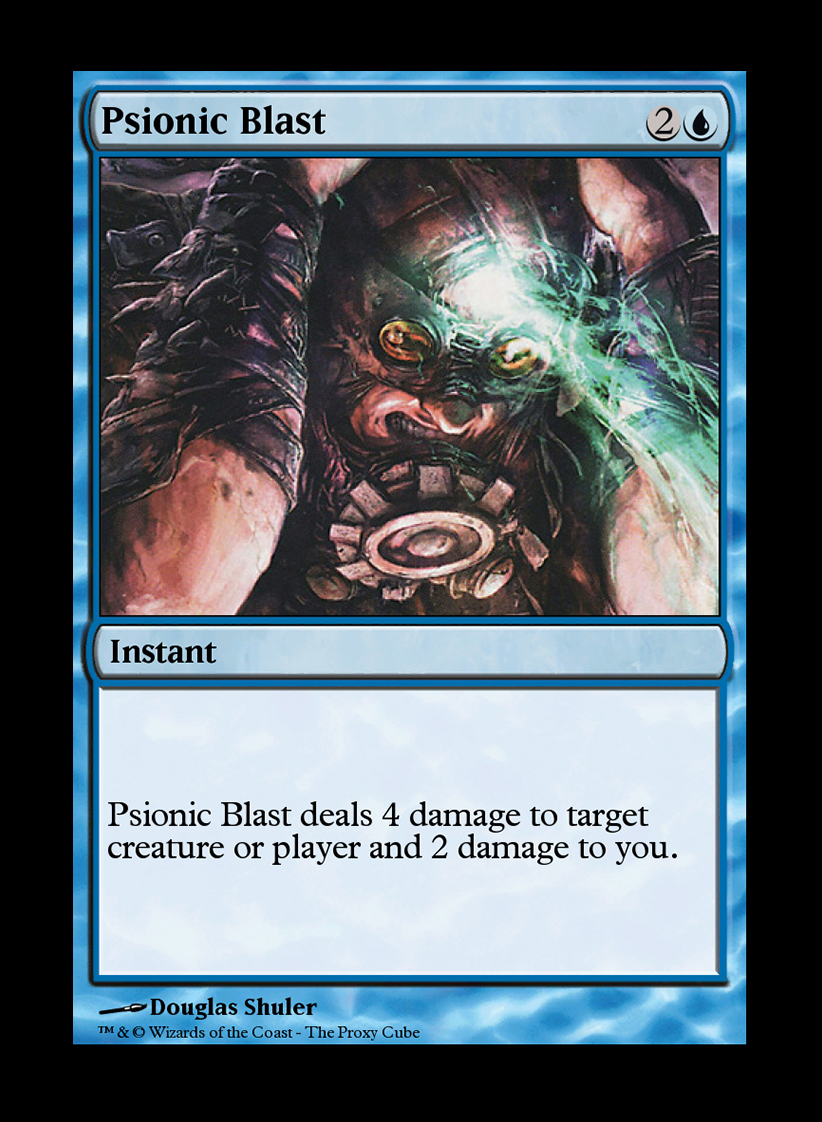 Psionic Blast 2
Instant
Psionic Blast deals 4 damage to target
creature or player and 2 damage to you.
Douglas Shuler
™ & © Wizards of the Coast - The Proxy Cube